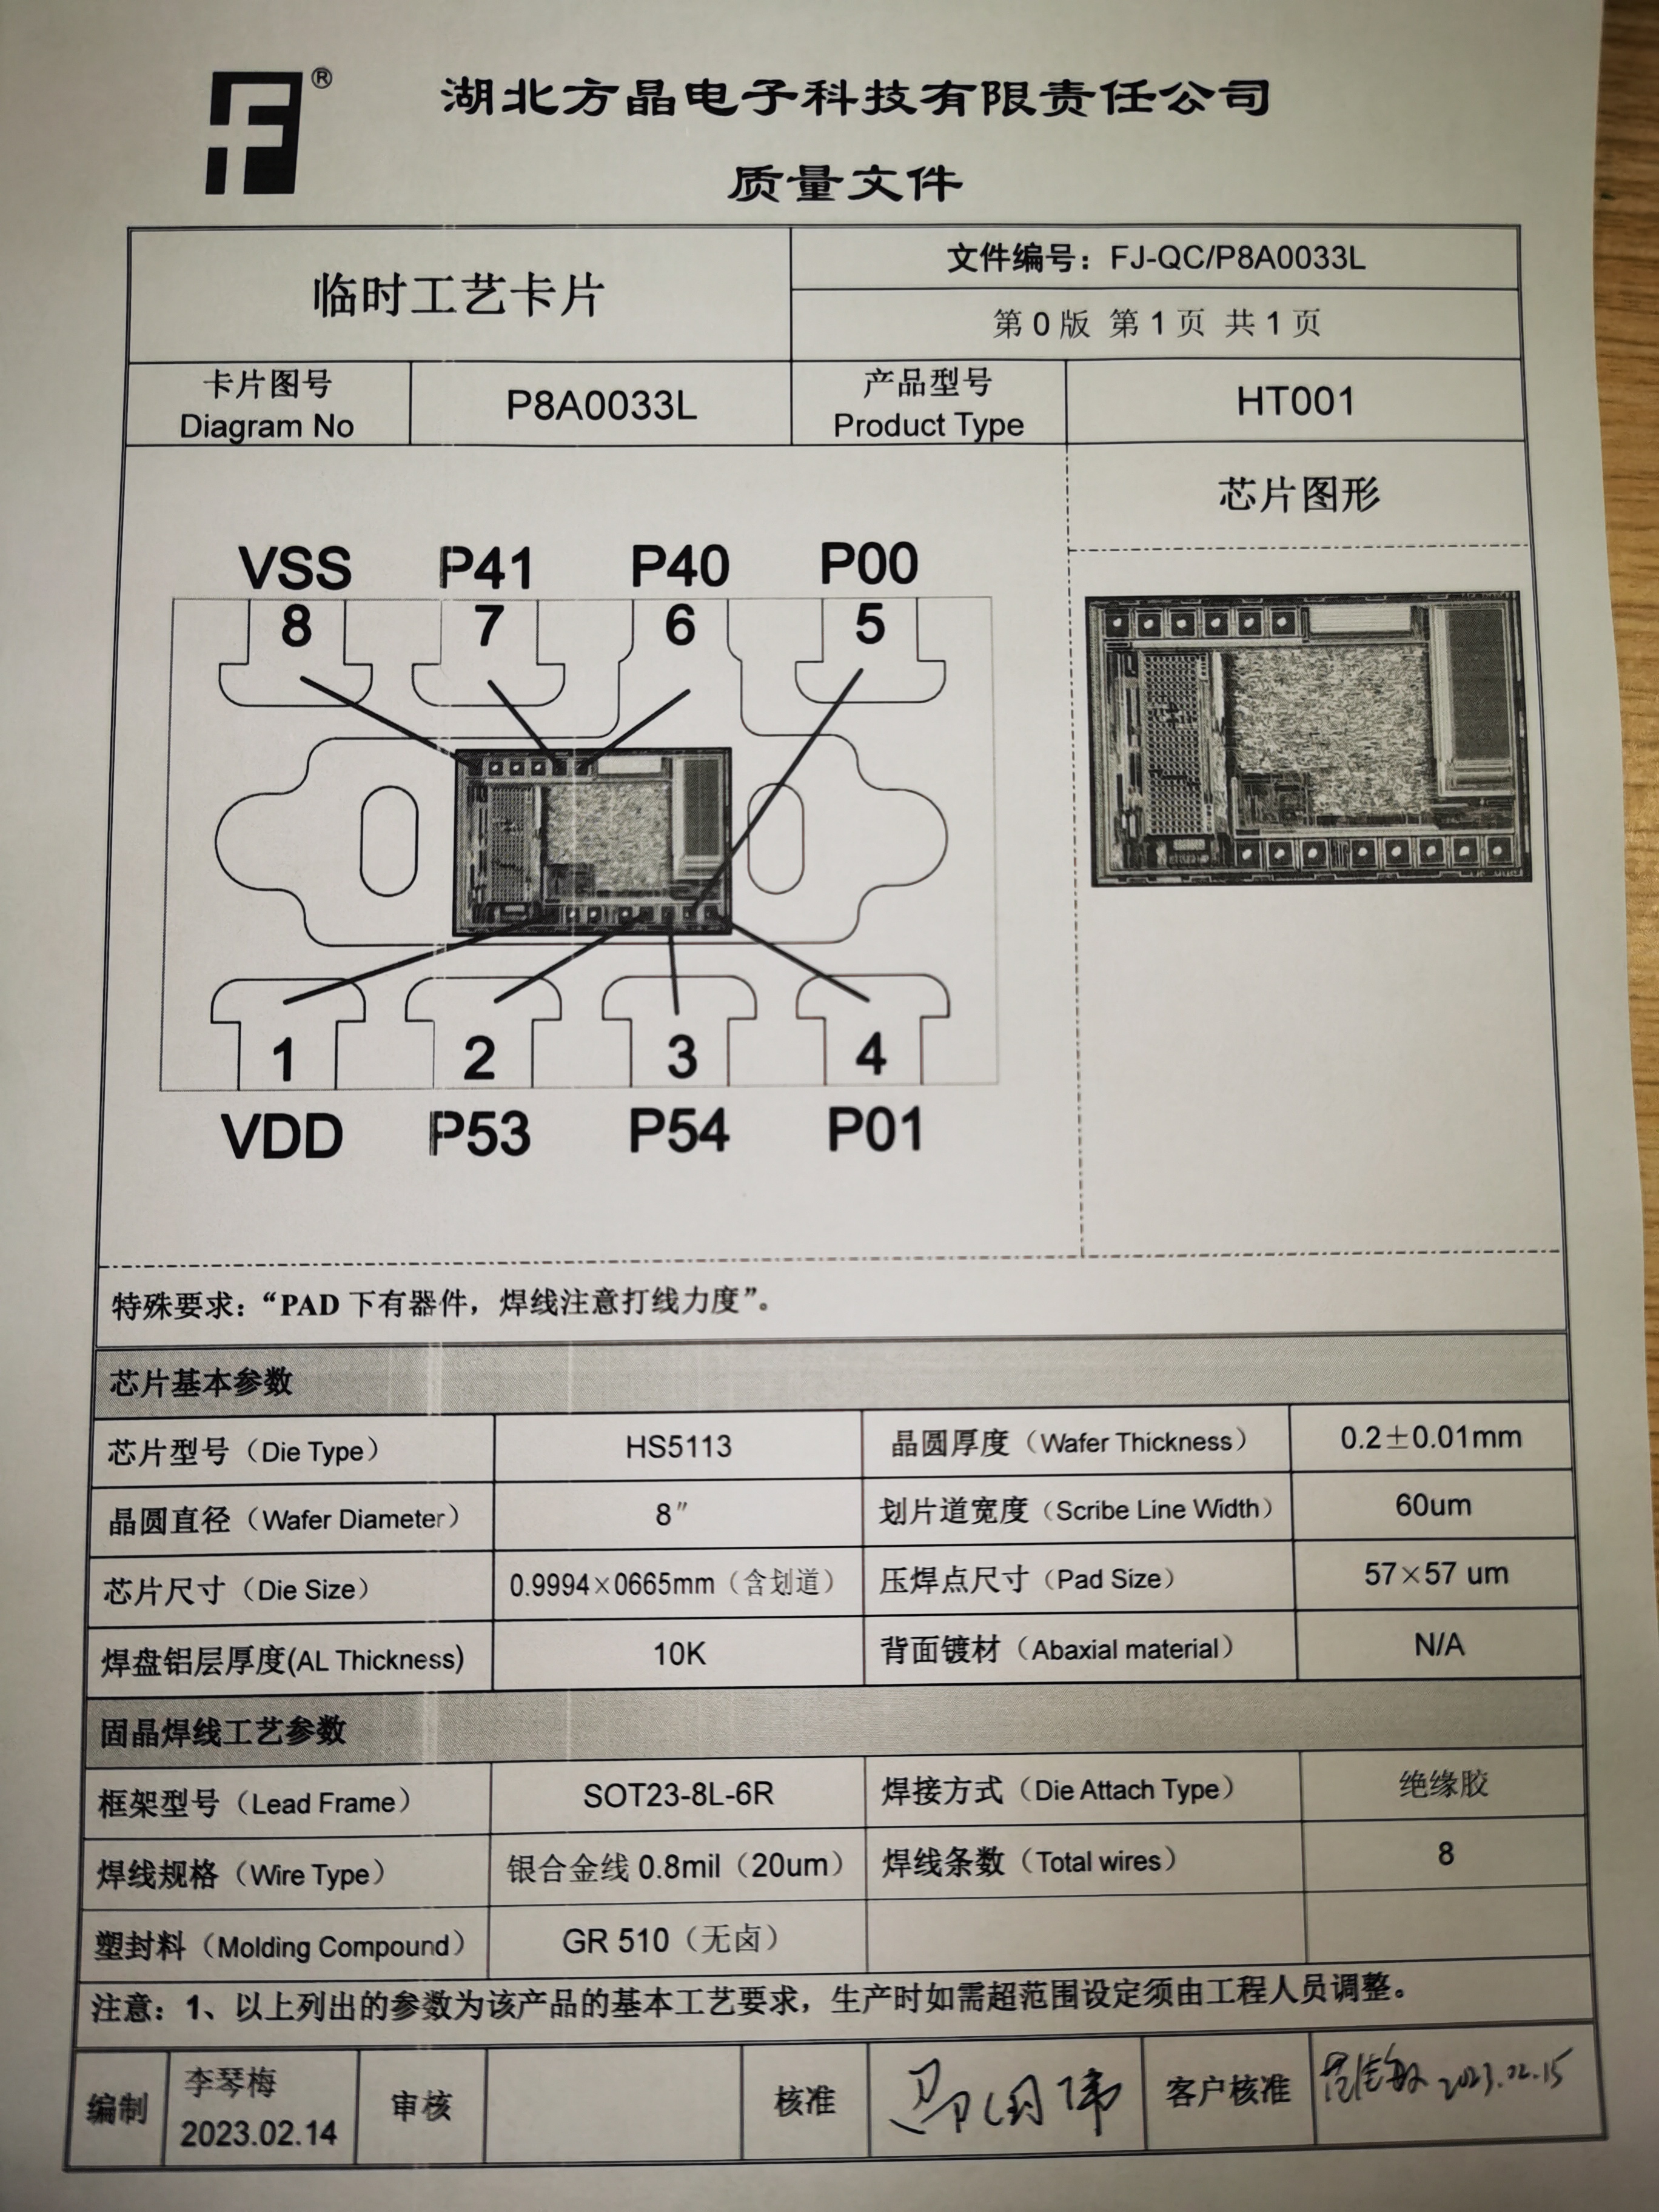 ®
湖北方晶电子科技有限责任公司
质量文件
临时工艺卡片
文件编号：FJ-QC/P8A0033L
第 0 版 第 1 页 共 1 页
卡片图号
Diagram No
P8A0033L
产品型号
Product Type
HT001
芯片图形
VSS P41 P40 P00
8 7 6 5
1 2 3 4
VDD P53 P54 P01
特殊要求：“PAD 下有器件，焊线注意打线力度”。
芯片基本参数
芯片型号（Die Type） HS5113 晶圆厚度（Wafer Thickness） 0.2±0.01mm
晶圆直径（Wafer Diameter） 8″ 划片道宽度（Scribe Line Width） 60um
芯片尺寸（Die Size） 0.9994×0665mm（含划道） 压焊点尺寸（Pad Size） 57×57 um
焊盘铝层厚度(AL Thickness) 10K 背面镀材（Abaxial material） N/A
固晶焊线工艺参数
框架型号（Lead Frame） SOT23-8L-6R 焊接方式（Die Attach Type） 绝缘胶
焊线规格（Wire Type） 银合金线 0.8mil（20um） 焊线条数（Total wires） 8
塑封料（Molding Compound） GR 510（无卤）
注意：1、以上列出的参数为该产品的基本工艺要求，生产时如需超范围设定须由工程人员调整。
编制
李琴梅
2023.02.14
审核
核准
客户核准
2023.02.15